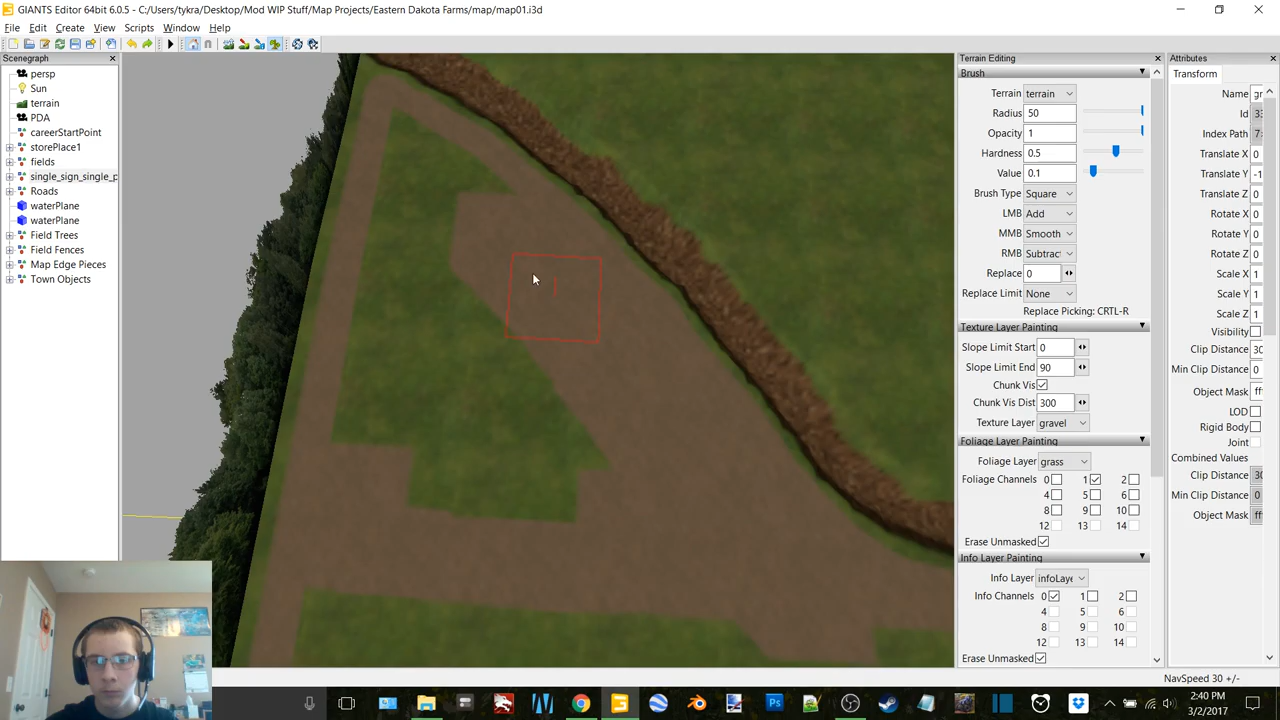 GIANTS Editor 64bit 6.0.5 - C:/Users/tykra/Desktop/Mod WIP Stuff/Map Projects/Eastern Dakota Farms/map/map01.i3d
File Edit Create View Scripts Window Help
Scenegraph
persp
Sun
terrain
PDA
careerStartPoint
storePlace1
fields
single_sign_single_p
Roads
waterPlane
waterPlane
Field Trees
Field Fences
Map Edge Pieces
Town Objects
Terrain Editing
Brush
Terrain terrain
Radius 50
Opacity 1
Hardness 0.5
Value 0.1
Brush Type Square
LMB Add
MMB Smooth
RMB Subtrac
Replace 0
Replace Limit None
Replace Picking: CRTL-R
Texture Layer Painting
Slope Limit Start 0
Slope Limit End 90
Chunk Vis
Chunk Vis Dist 300
Texture Layer gravel
Foliage Layer Painting
Foliage Layer grass
Foliage Channels 0 1 2
4 5 6
8 9 10
12 13 14
Erase Unmasked
Info Layer Painting
Info Layer infoLaye
Info Channels 0 1 2
4 5 6
8 9 10
12 13 14
Erase Unmasked
Attributes
Transform
Name gr
Id 33
Index Path 7
Translate X 0
Translate Y -1
Translate Z 0
Rotate X 0
Rotate Y 0
Rotate Z 0
Scale X 1
Scale Y 1
Scale Z 1
Visibility
Clip Distance 30
Min Clip Distance 0
Object Mask ff
LOD
Rigid Body
Joint
Combined Values
Clip Distance 30
Min Clip Distance 0
Object Mask ff
NavSpeed 30 +/-
2:40 PM
3/2/2017